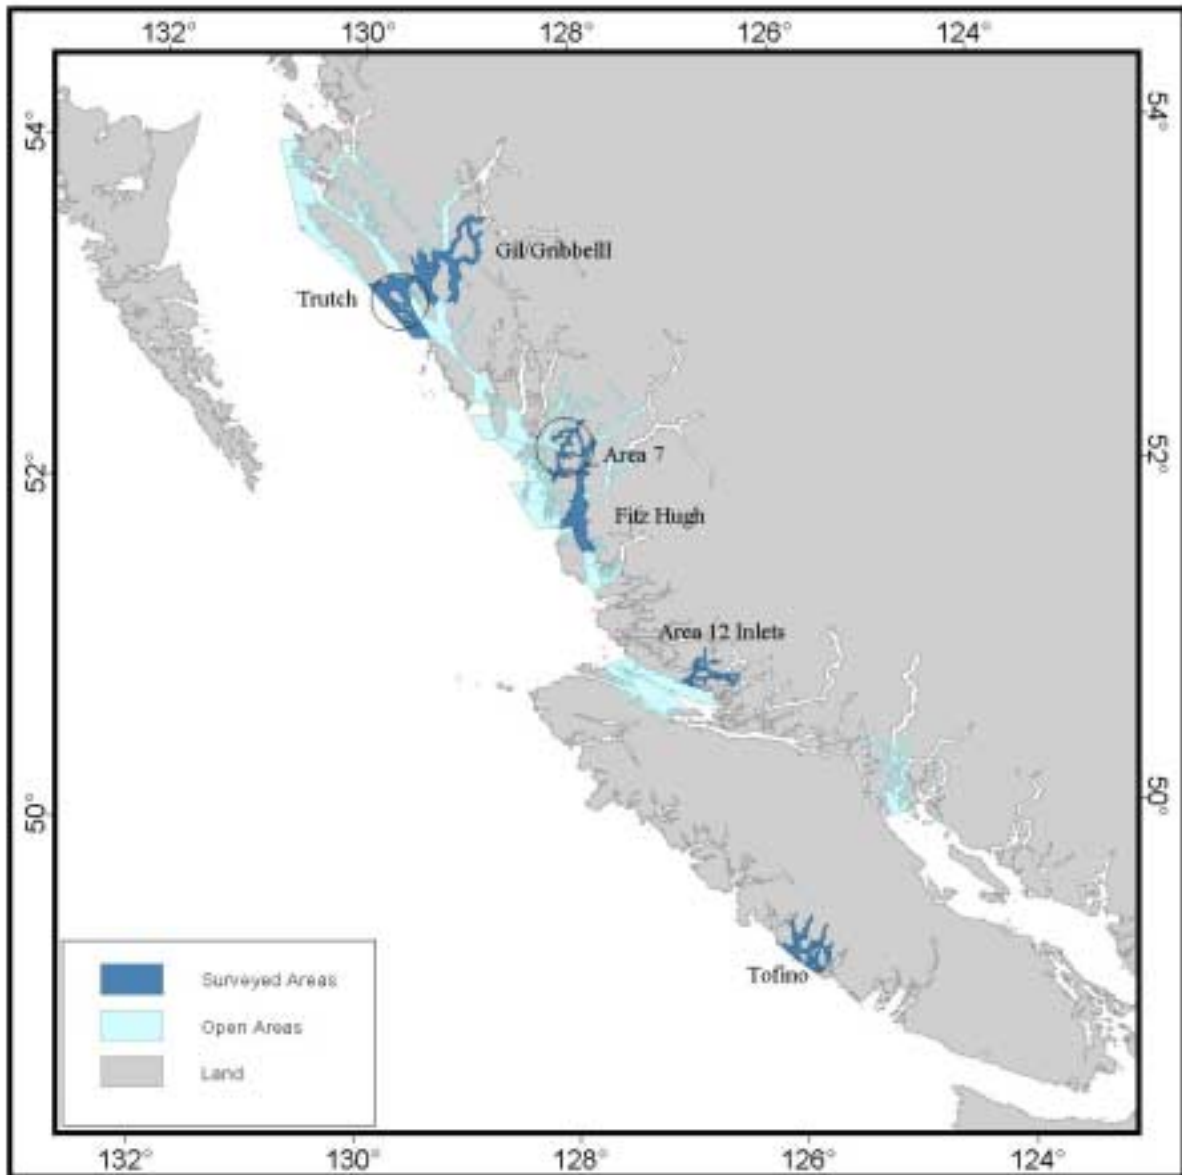 132° 130° 128° 126° 124°
54° 54°
Gil/Gribbelll
Trutch
Area 7
52° 52°
Fitz Hugh
Area 12 Inlets
50° 50°
Tofino
Surveyed Areas
Open Areas
Land
132° 130° 128° 126° 124°